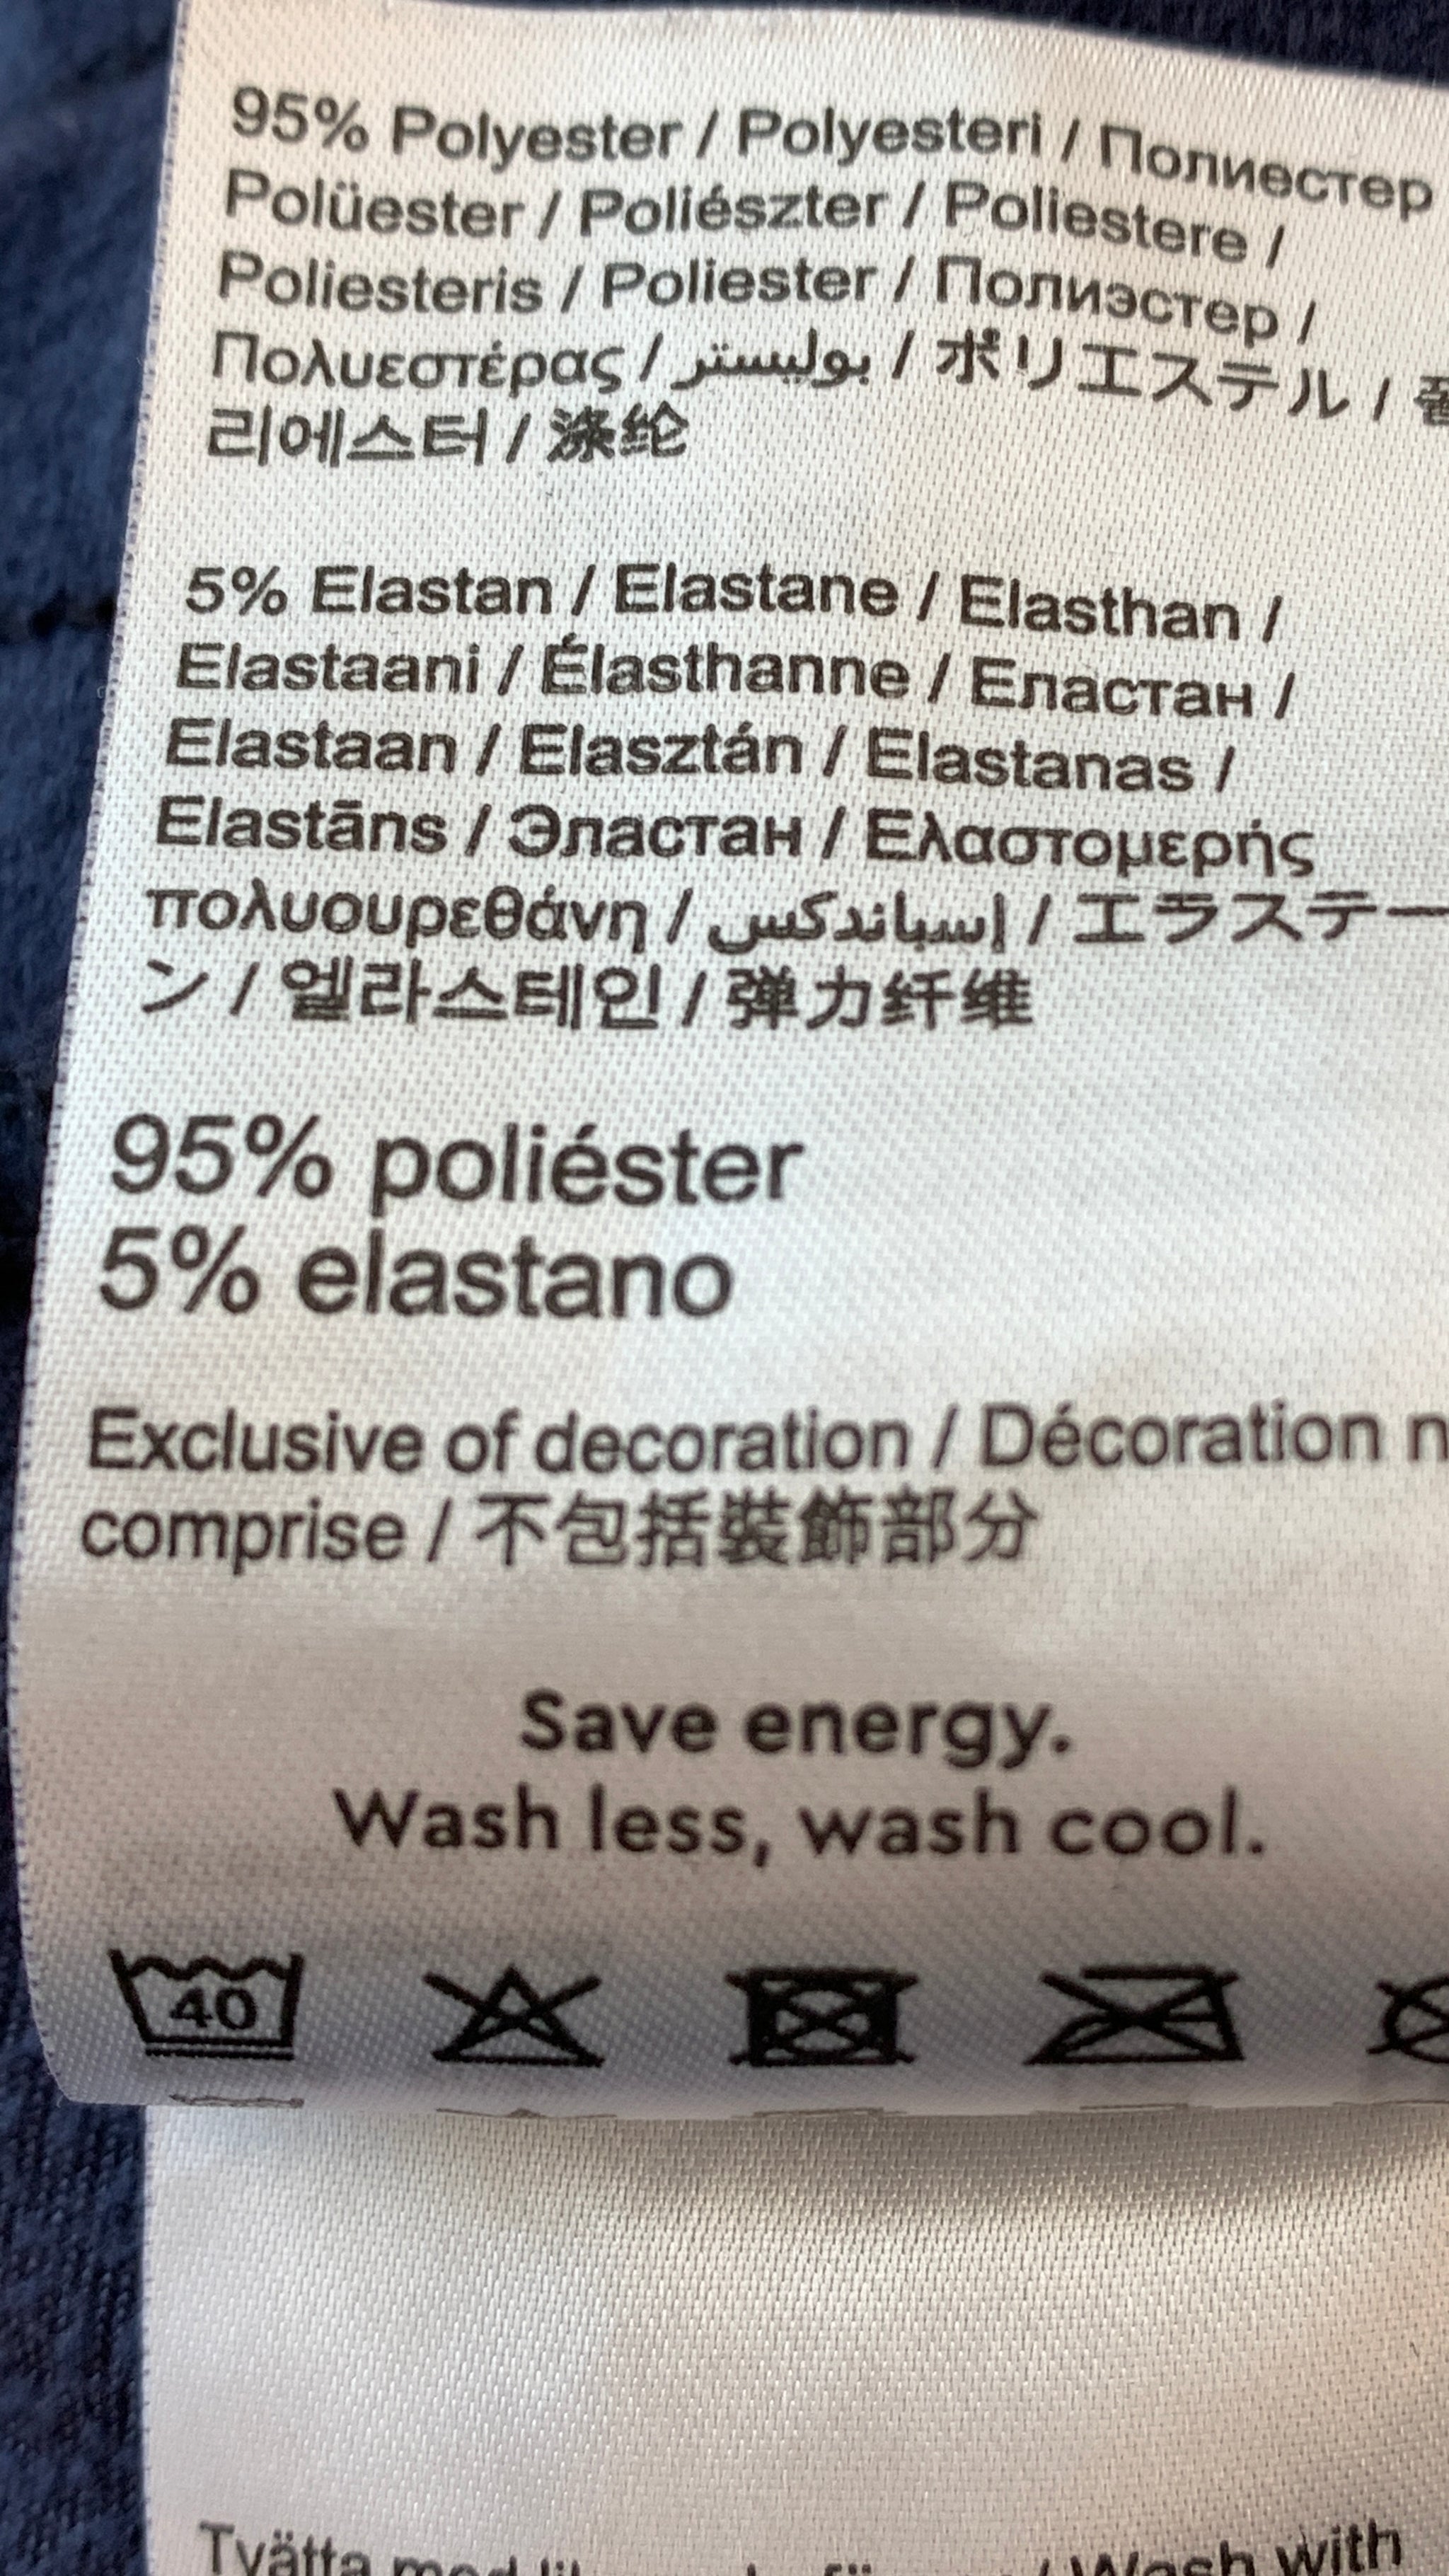 95% Polyester / Polyesteri / Полиестер
Polüester / Poliészter / Poliestere /
Poliesteris / Poliester / Полиэстер /
Πολυεστέρας / بوليستر / ポリエステル /
리에스터 / 涤纶
5% Elastan / Elastane / Elasthan /
Elastaani / Élasthanne / Еластан /
Elastaan / Elasztán / Elastanas /
Elastāns / Эластан / Ελαστομερής
πολυουρεθάνη / إسباندكس / エラステー
ン / 엘라스테인 / 弹力纤维
95% poliéster
5% elastano
Exclusive of decoration / Décoration n
comprise / 不包括裝飾部分
Save energy.
Wash less, wash cool.
40
Tvätta med / Wash with